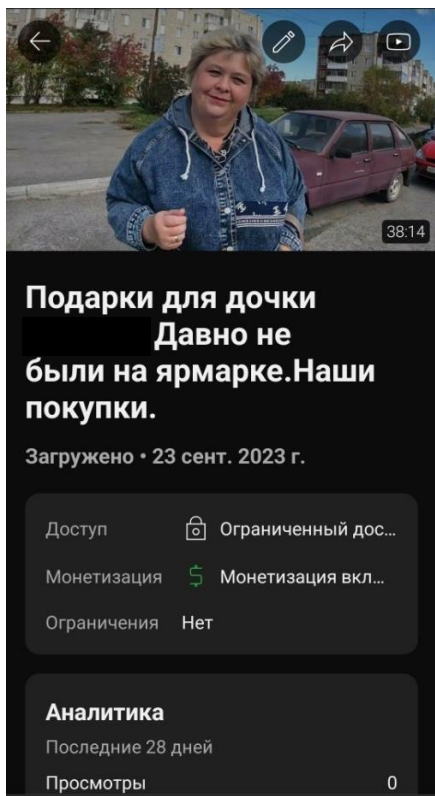 38:14
Подарки для дочки
Давно не
были на ярмарке.Наши
покупки.
Загружено • 23 сент. 2023 г.
Доступ Ограниченный дос...
Монетизация Монетизация вкл...
Ограничения Нет
Аналитика
Последние 28 дней
Просмотры 0